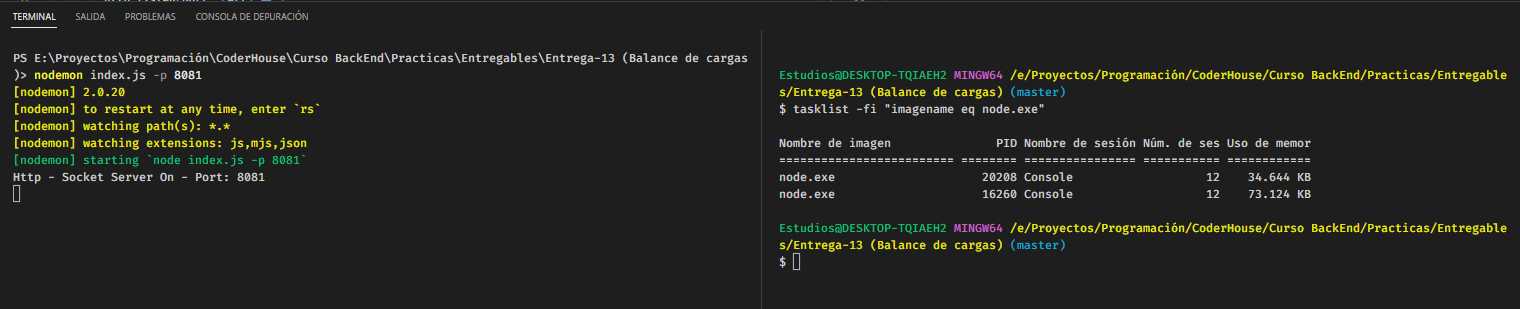 TERMINAL SALIDA PROBLEMAS CONSOLA DE DEPURACIÓN
PS E:\Proyectos\Programación\CoderHouse\Curso BackEnd\Practicas\Entregables\Entrega-13 (Balance de cargas
)> nodemon index.js -p 8081
[nodemon] 2.0.20
[nodemon] to restart at any time, enter `rs`
[nodemon] watching path(s): *.*
[nodemon] watching extensions: js,mjs,json
[nodemon] starting `node index.js -p 8081`
Http - Socket Server On - Port: 8081
Estudios@DESKTOP-TQIAEH2 MINGW64 /e/Proyectos/Programación/CoderHouse/Curso BackEnd/Practicas/Entregable
s/Entrega-13 (Balance de cargas) (master)
$ tasklist -fi "imagename eq node.exe"
Nombre de imagen PID Nombre de sesión Núm. de ses Uso de memor
========================= ======== ================ =========== ============
node.exe 20208 Console 12 34.644 KB
node.exe 16260 Console 12 73.124 KB
Estudios@DESKTOP-TQIAEH2 MINGW64 /e/Proyectos/Programación/CoderHouse/Curso BackEnd/Practicas/Entregable
s/Entrega-13 (Balance de cargas) (master)
$